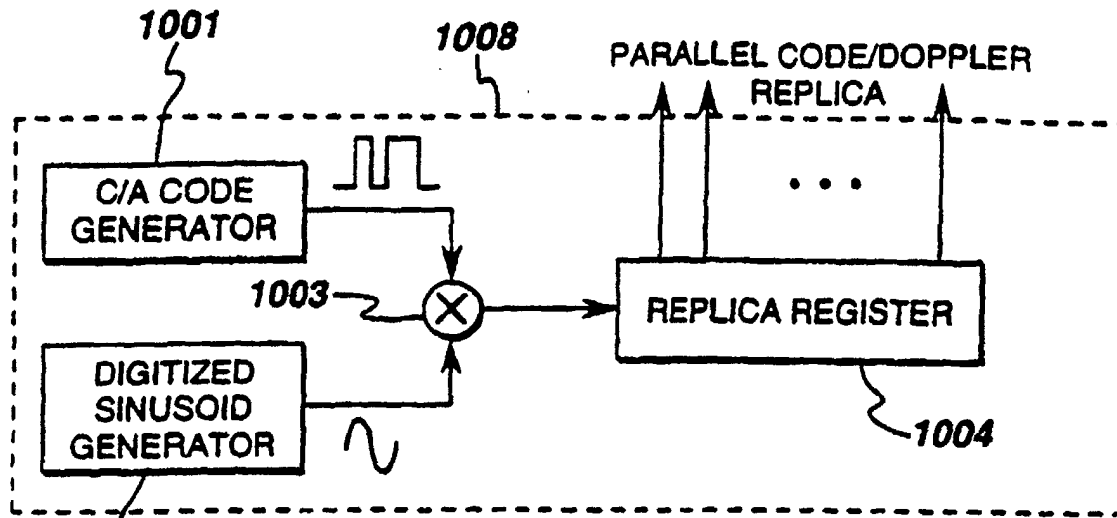 1001
1008
PARALLEL CODE/DOPPLER
REPLICA
C/A CODE
GENERATOR
1003
REPLICA REGISTER
DIGITIZED
SINUSOID
GENERATOR
1004